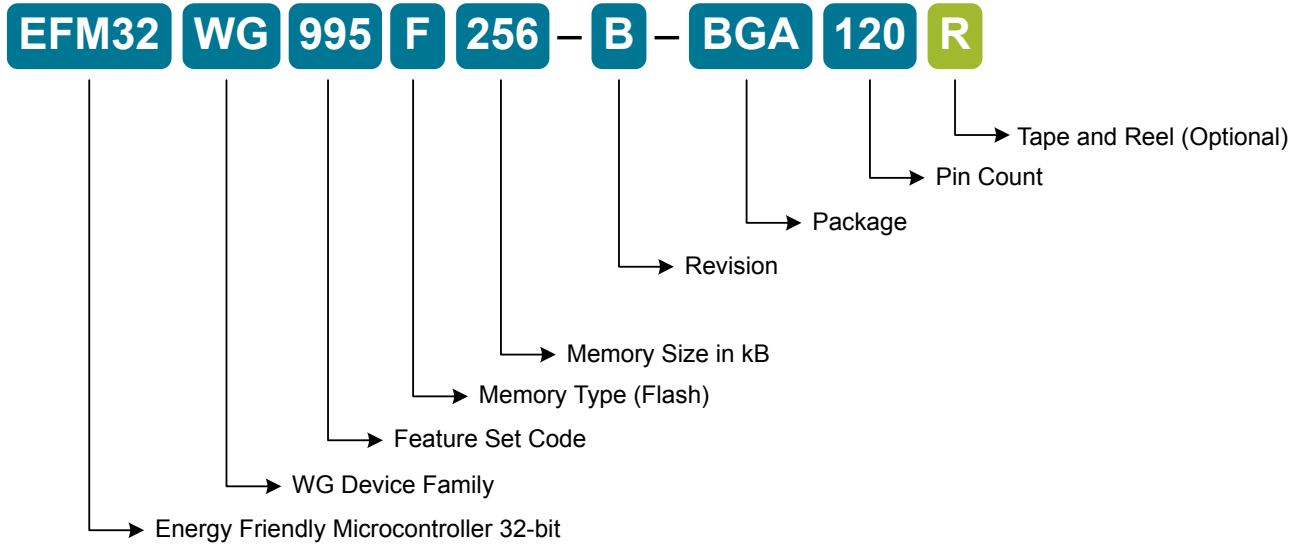 EFM32 WG 995 F 256 – B – BGA 120 R
Tape and Reel (Optional)
Pin Count
Package
Revision
Memory Size in kB
Memory Type (Flash)
Feature Set Code
WG Device Family
Energy Friendly Microcontroller 32-bit